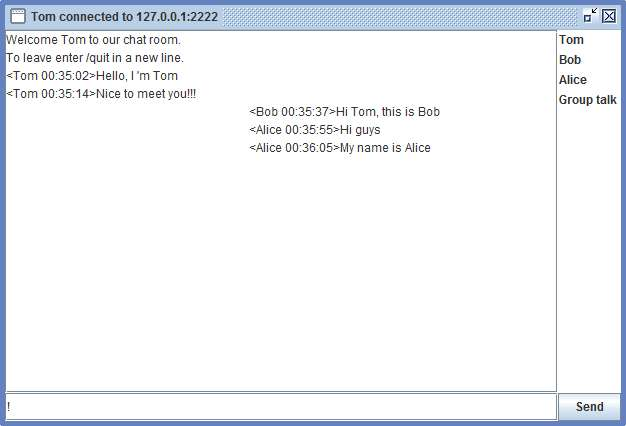 Tom connected to 127.0.0.1:2222
Welcome Tom to our chat room.
To leave enter /quit in a new line.
<Tom 00:35:02>Hello, I 'm Tom
<Tom 00:35:14>Nice to meet you!!!
<Bob 00:35:37>Hi Tom, this is Bob
<Alice 00:35:55>Hi guys
<Alice 00:36:05>My name is Alice
Tom
Bob
Alice
Group talk
!
Send